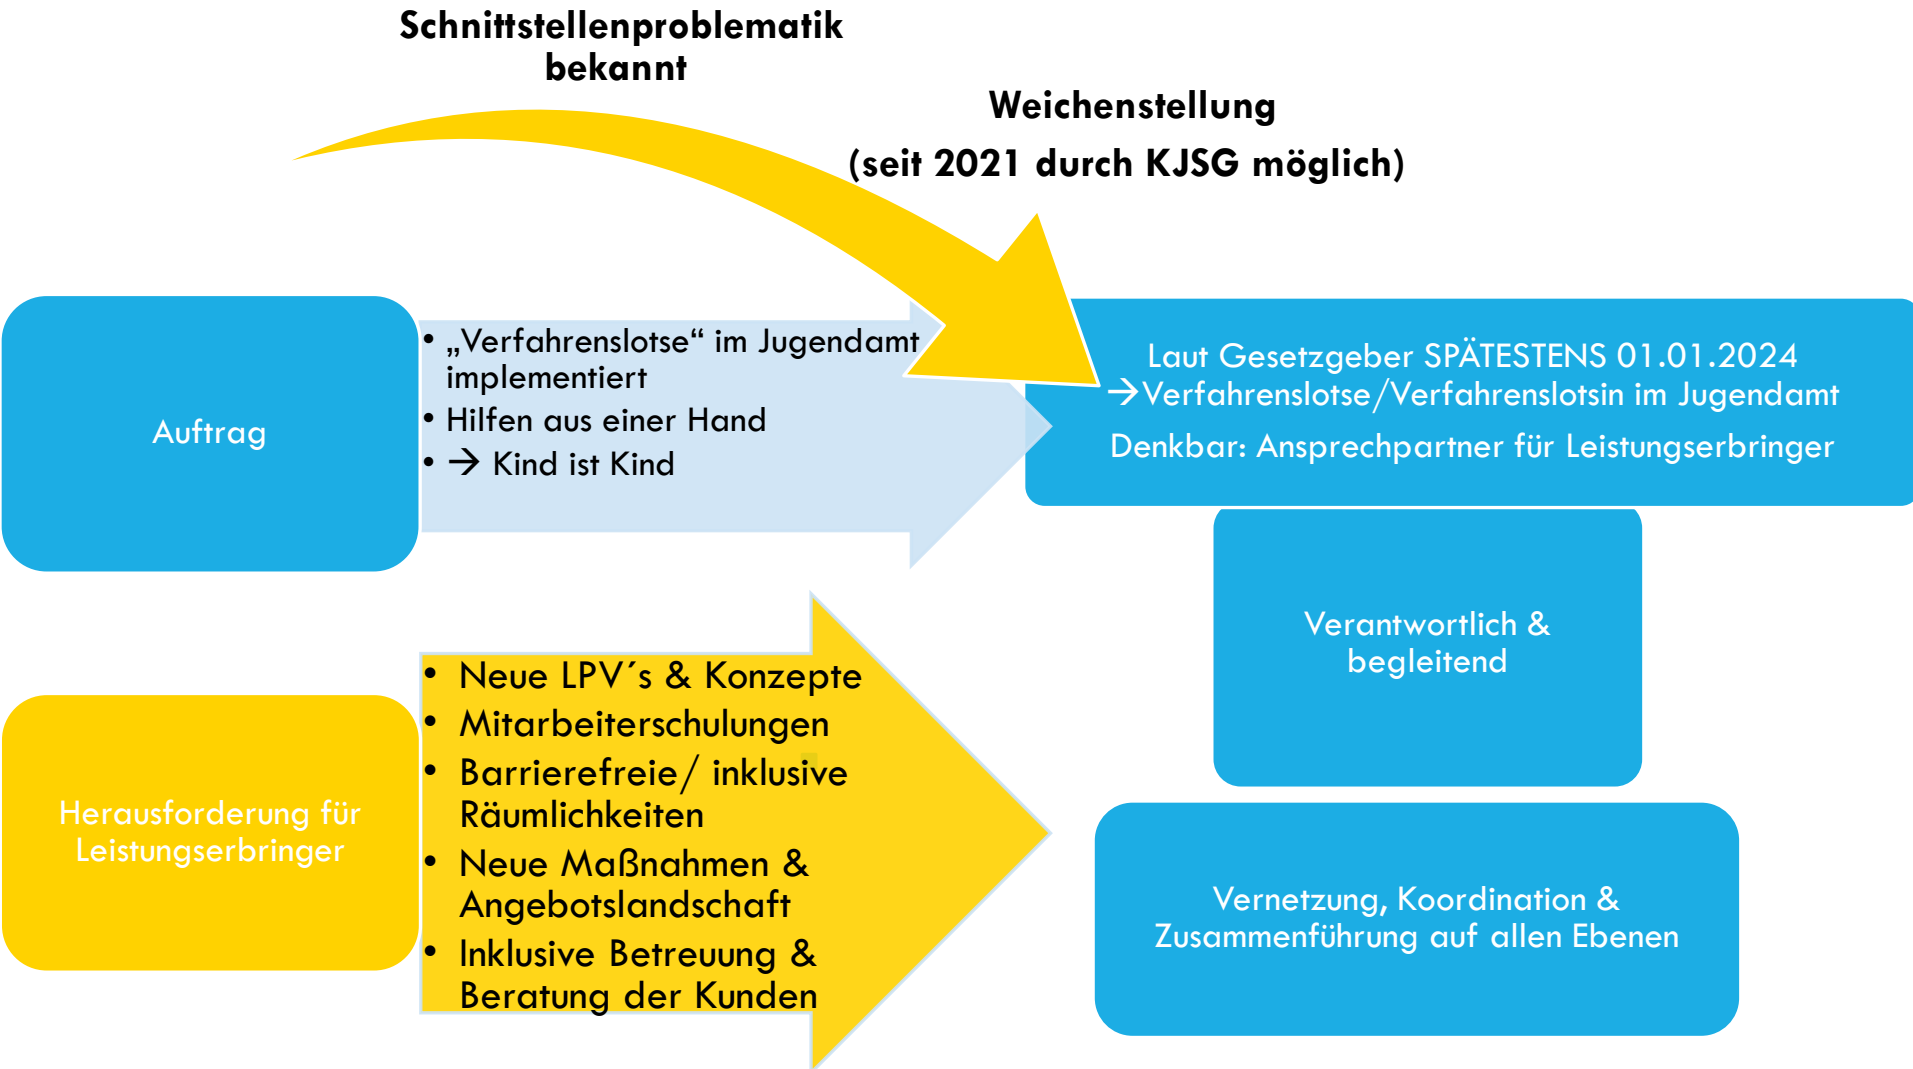 Schnittstellenproblematik
bekannt
Weichenstellung
(seit 2021 durch KJSG möglich)
Auftrag
• „Verfahrenslotse“ im Jugendamt
implementiert
• Hilfen aus einer Hand
• → Kind ist Kind
Laut Gesetzgeber SPÄTESTENS 01.01.2024
→Verfahrenslotse/Verfahrenslotsin im Jugendamt
Denkbar: Ansprechpartner für Leistungserbringer
Verantwortlich &
begleitend
Herausforderung für
Leistungserbringer
• Neue LPV´s & Konzepte
• Mitarbeiterschulungen
• Barrierefreie/ inklusive
Räumlichkeiten
• Neue Maßnahmen &
Angebotslandschaft
• Inklusive Betreuung &
Beratung der Kunden
Vernetzung, Koordination &
Zusammenführung auf allen Ebenen